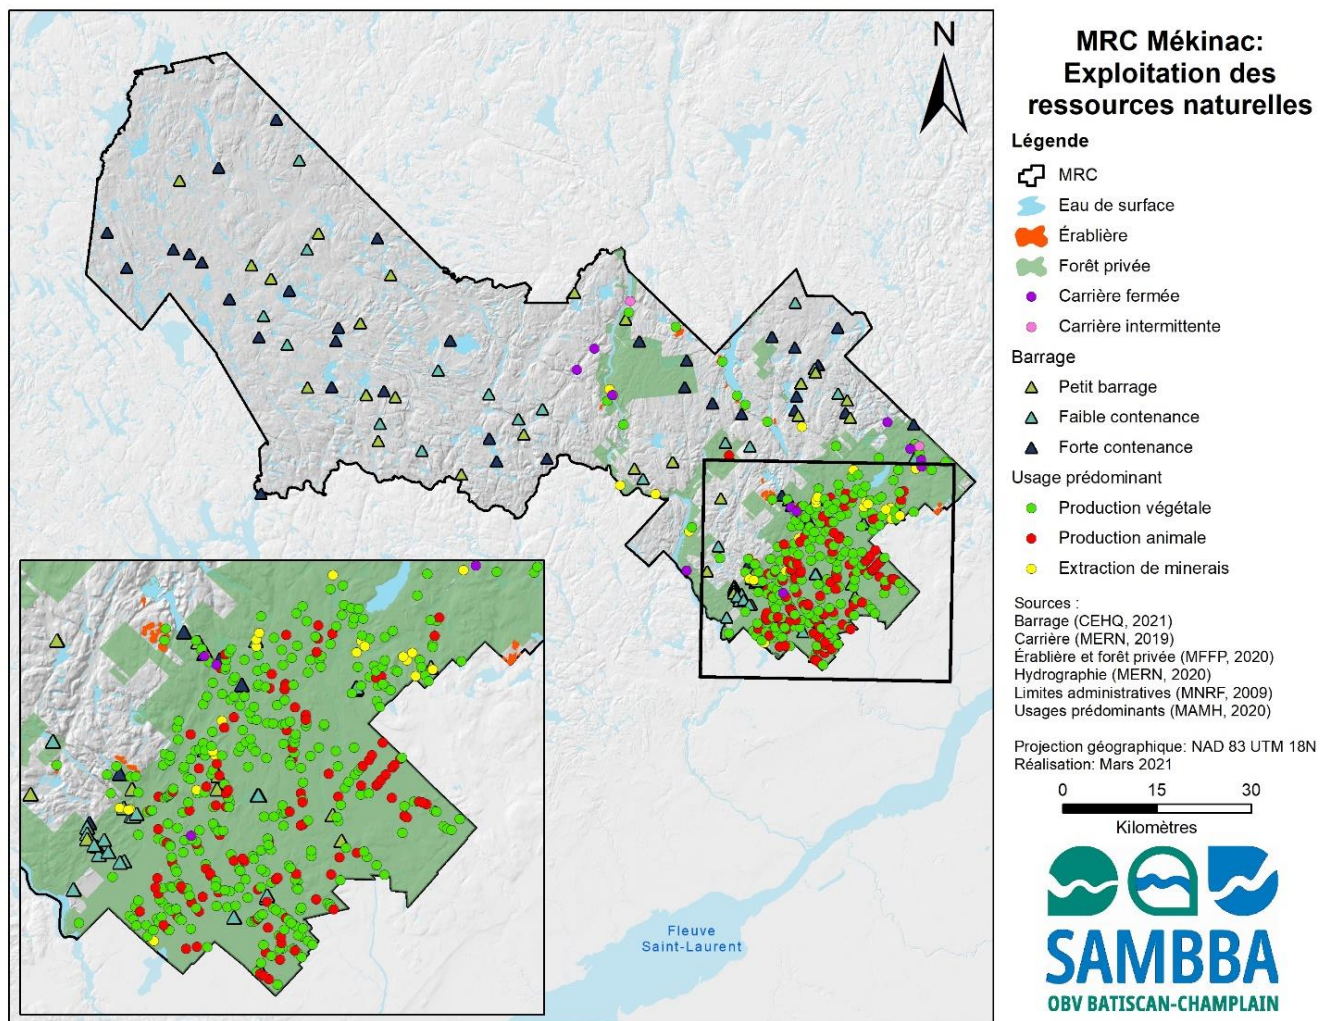 N
MRC Mékinac:
Exploitation des
ressources naturelles
Légende
MRC
Eau de surface
Érablière
Forêt privée
Carrière fermée
Carrière intermittente
Barrage
Petit barrage
Faible contenance
Forte contenance
Usage prédominant
Production végétale
Production animale
Extraction de minerais
Sources :
Barrage (CEHQ, 2021)
Carrière (MERN, 2019)
Érablière et forêt privée (MFFP, 2020)
Hydrographie (MERN, 2020)
Limites administratives (MNRF, 2009)
Usages prédominants (MAMH, 2020)
Projection géographique: NAD 83 UTM 18N
Réalisation: Mars 2021
0 15 30
Kilomètres
Fleuve
Saint-Laurent
SAMBBA
OBV BATISCAN-CHAMPLAIN